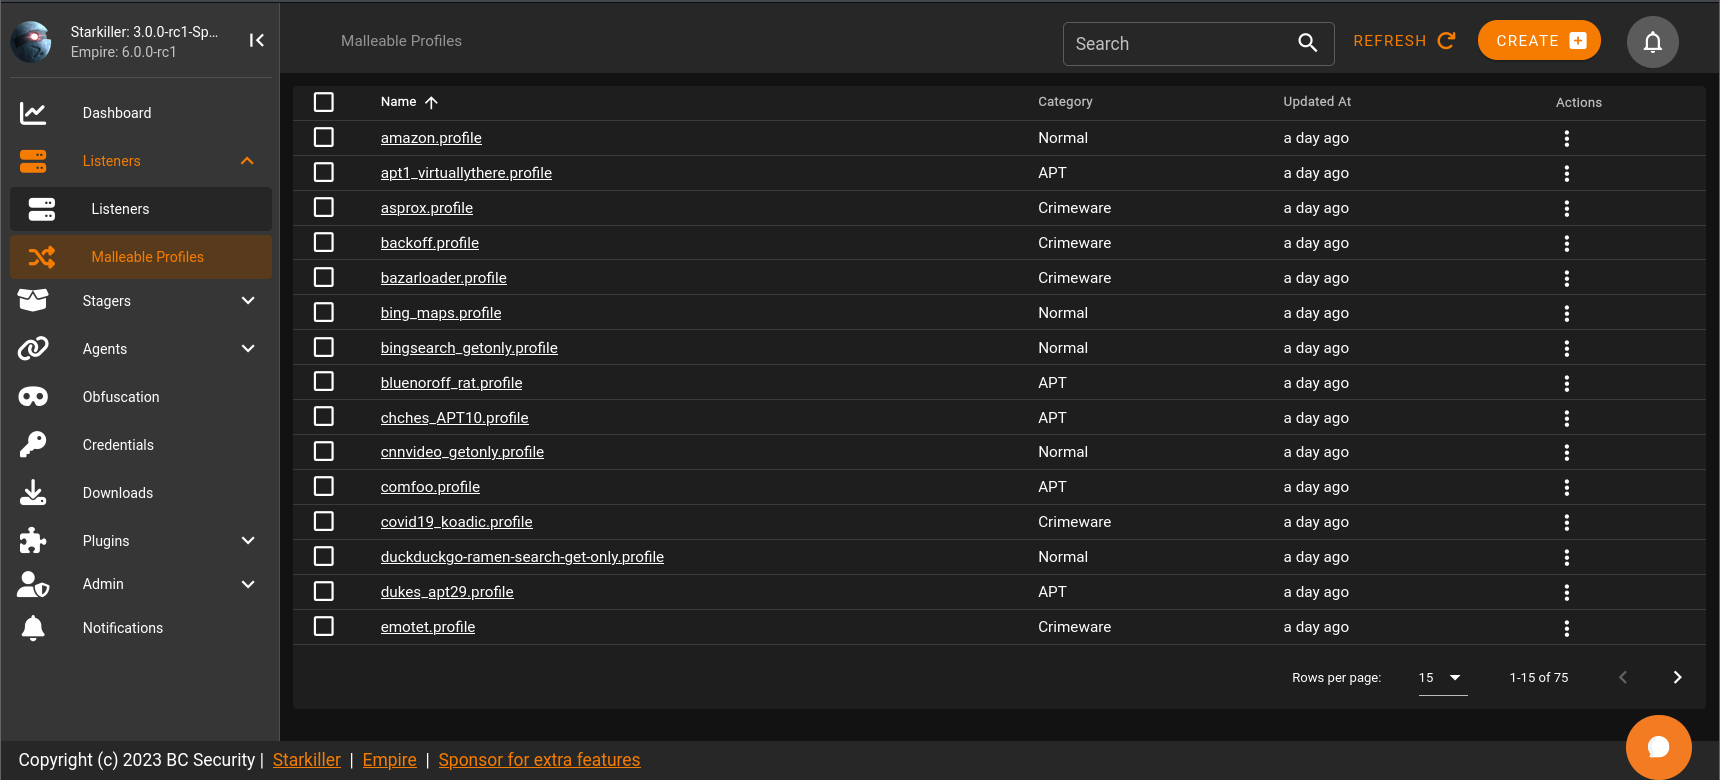 Starkiller: 3.0.0-rc1-Sp...
Empire: 6.0.0-rc1
Dashboard
Listeners
Listeners
Malleable Profiles
Stagers
Agents
Obfuscation
Credentials
Downloads
Plugins
Admin
Notifications
Malleable Profiles
Search
REFRESH
CREATE
Name Category Updated At Actions
amazon.profile Normal a day ago
apt1_virtuallythere.profile APT a day ago
asprox.profile Crimeware a day ago
backoff.profile Crimeware a day ago
bazarloader.profile Crimeware a day ago
bing_maps.profile Normal a day ago
bingsearch_getonly.profile Normal a day ago
bluenoroff_rat.profile APT a day ago
chches_APT10.profile APT a day ago
cnnvideo_getonly.profile Normal a day ago
comfoo.profile APT a day ago
covid19_koadic.profile Crimeware a day ago
duckduckgo-ramen-search-get-only.profile Normal a day ago
dukes_apt29.profile APT a day ago
emotet.profile Crimeware a day ago
Rows per page: 15 1-15 of 75
Copyright (c) 2023 BC Security | Starkiller | Empire | Sponsor for extra features